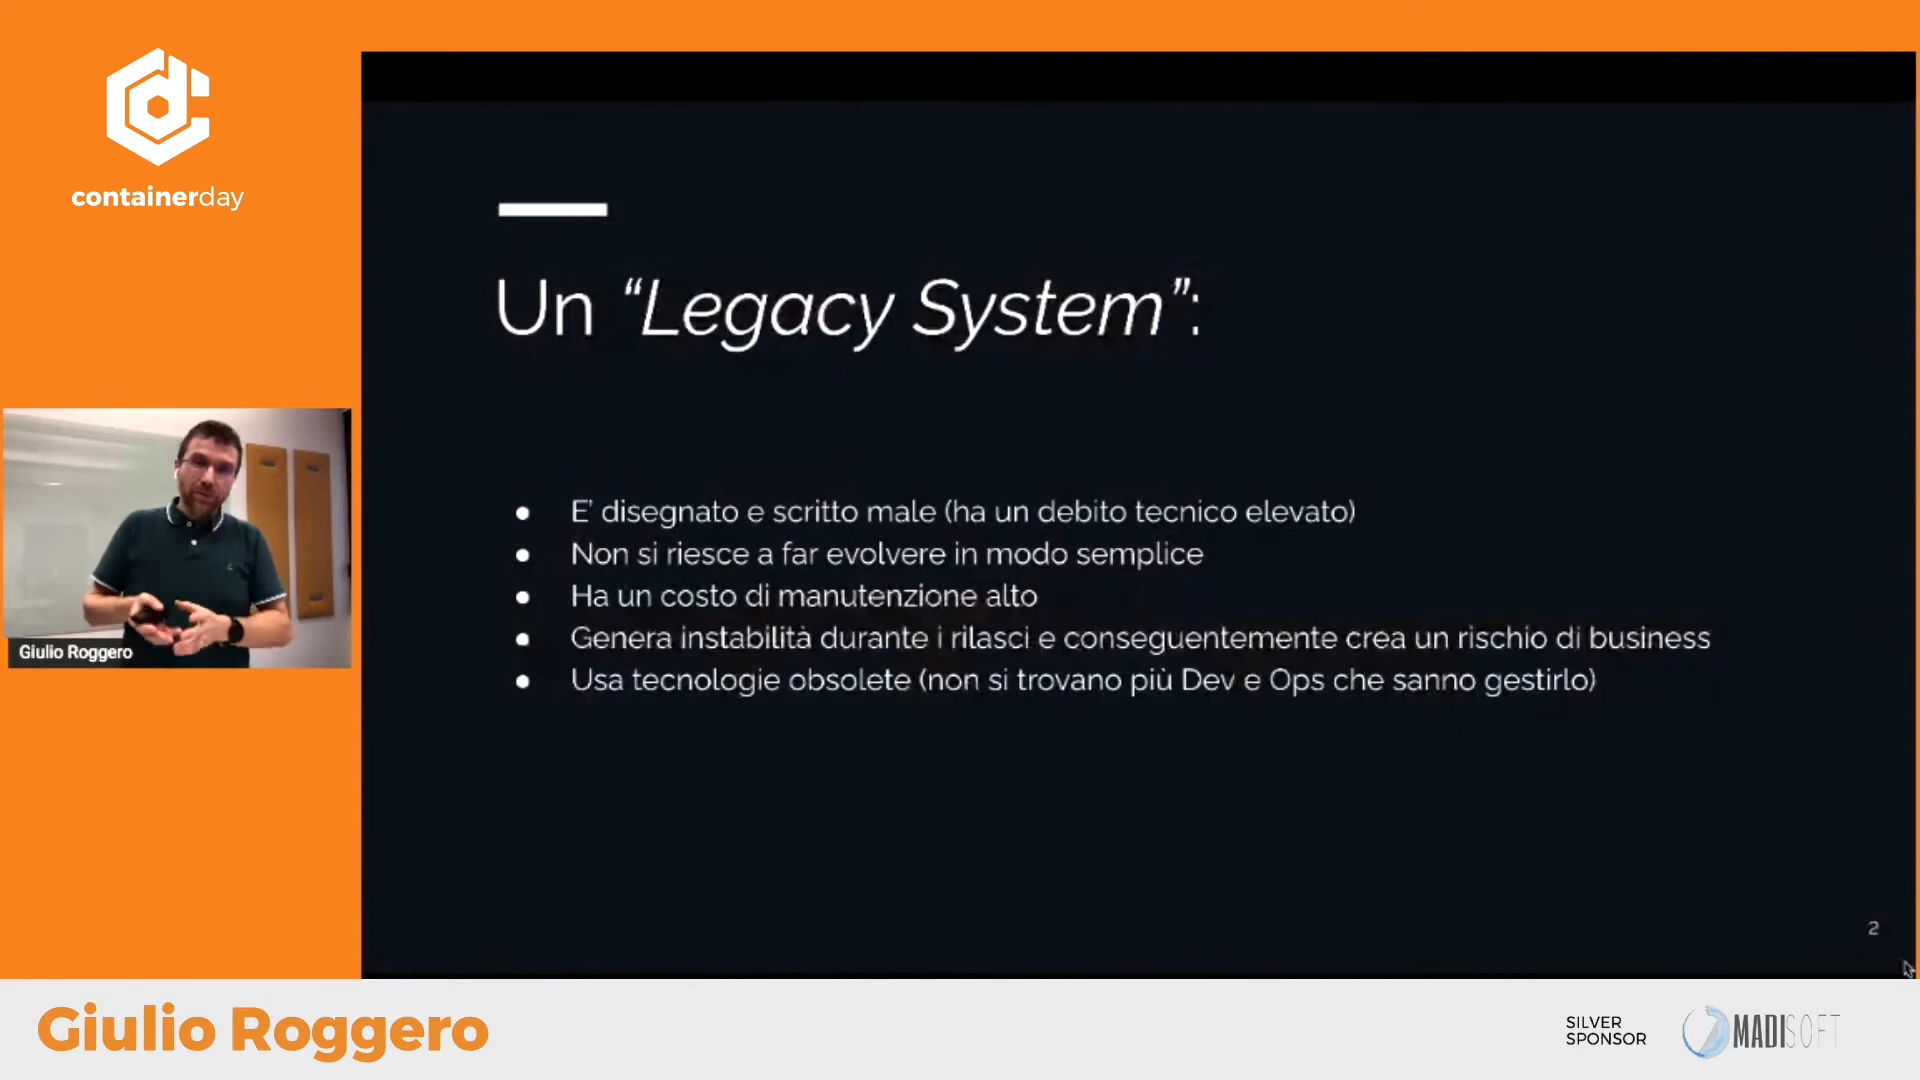 containerday
Un “Legacy System”:
● E' disegnato e scritto male (ha un debito tecnico elevato)
● Non si riesce a far evolvere in modo semplice
● Ha un costo di manutenzione alto
● Genera instabilità durante i rilasci e conseguentemente crea un rischio di business
● Usa tecnologie obsolete (non si trovano più Dev e Ops che sanno gestirlo)
2
Giulio Roggero
Giulio Roggero
SILVER
SPONSOR
MADISOFT